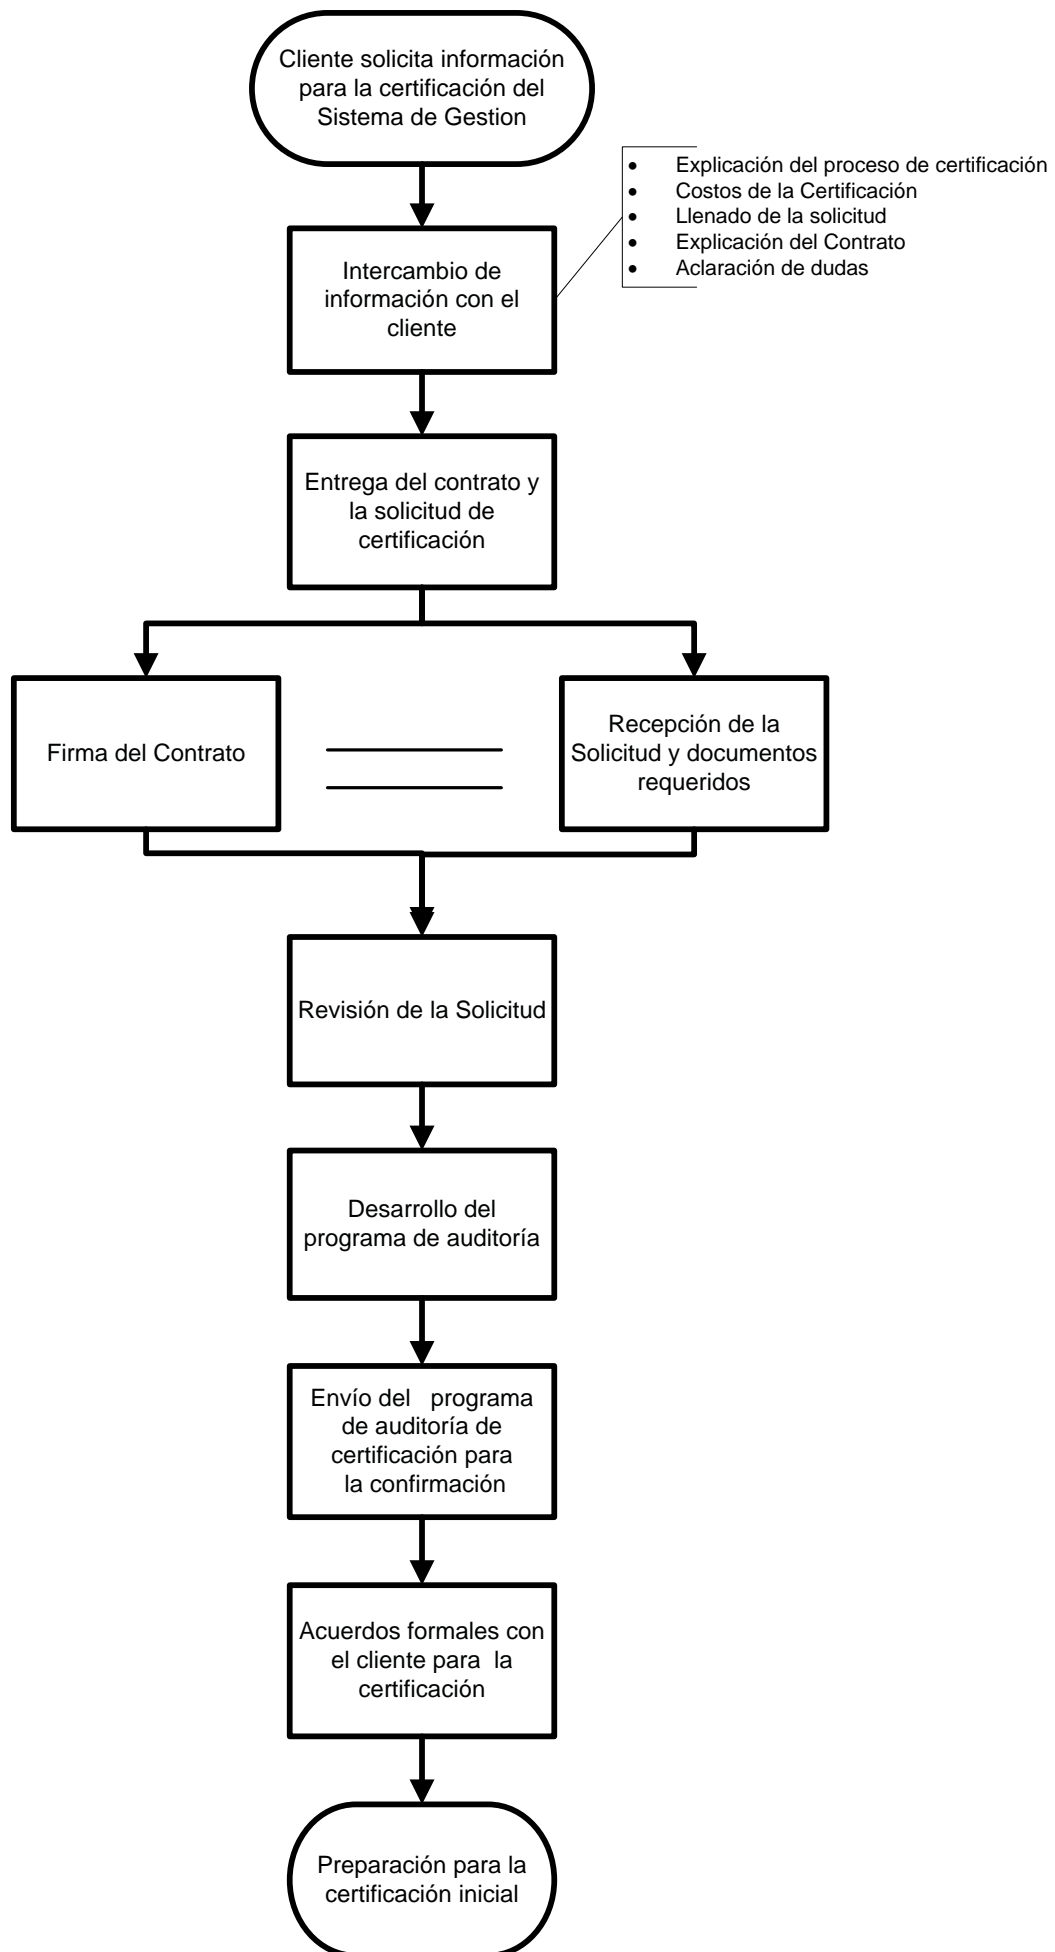 Cliente solicita información
para la certificación del
Sistema de Gestion
• Explicación del proceso de certificación
• Costos de la Certificación
• Llenado de la solicitud
• Explicación del Contrato
• Aclaración de dudas
Intercambio de
información con el
cliente
Entrega del contrato y
la solicitud de
certificación
Firma del Contrato
Recepción de la
Solicitud y documentos
requeridos
Revisión de la Solicitud
Desarrollo del
programa de auditoría
Envío del programa
de auditoría de
certificación para
la confirmación
Acuerdos formales con
el cliente para la
certificación
Preparación para la
certificación inicial